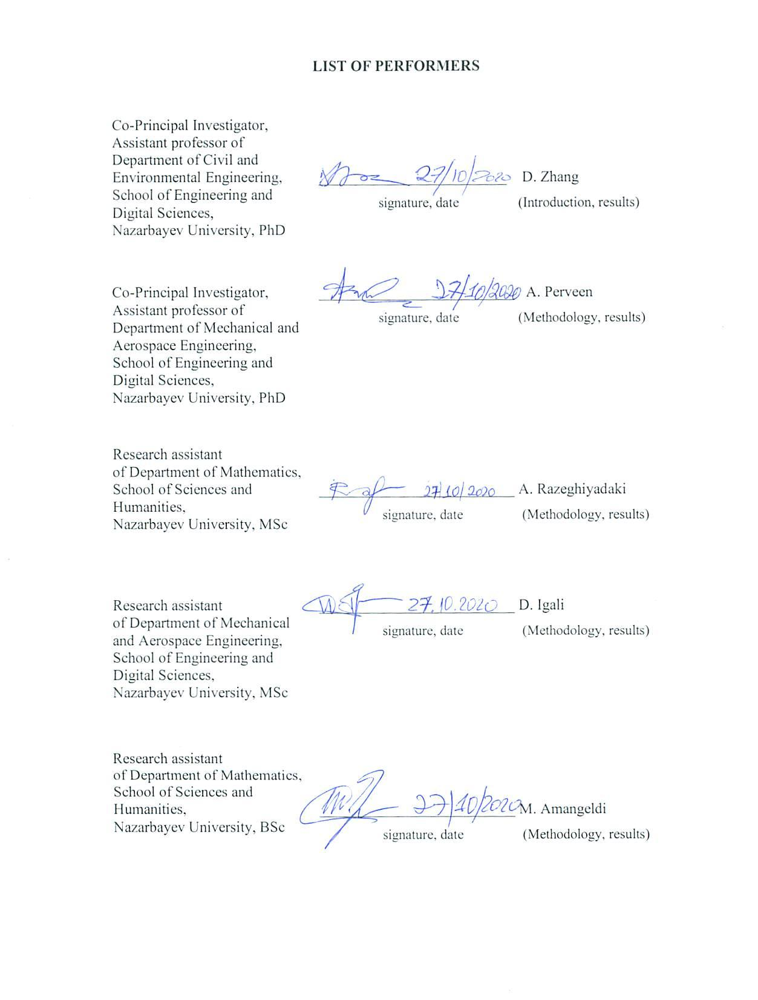 LIST OF PERFORMERS
Co-Principal Investigator,
Assistant professor of
Department of Civil and
Environmental Engineering,
School of Engineering and
Digital Sciences,
Nazarbayev University, PhD
27/10/2020 D. Zhang
signature, date (Introduction, results)
Co-Principal Investigator,
Assistant professor of
Department of Mechanical and
Aerospace Engineering,
School of Engineering and
Digital Sciences,
Nazarbayev University, PhD
27/10/2020 A. Perveen
signature, date (Methodology, results)
Research assistant
of Department of Mathematics,
School of Sciences and
Humanities,
Nazarbayev University, MSc
27/10/2020 A. Razeghiyadaki
signature, date (Methodology, results)
Research assistant
of Department of Mechanical
and Aerospace Engineering,
School of Engineering and
Digital Sciences,
Nazarbayev University, MSc
27.10.2020 D. Igali
signature, date (Methodology, results)
Research assistant
of Department of Mathematics,
School of Sciences and
Humanities,
Nazarbayev University, BSc
27/10/2020 M. Amangeldi
signature, date (Methodology, results)